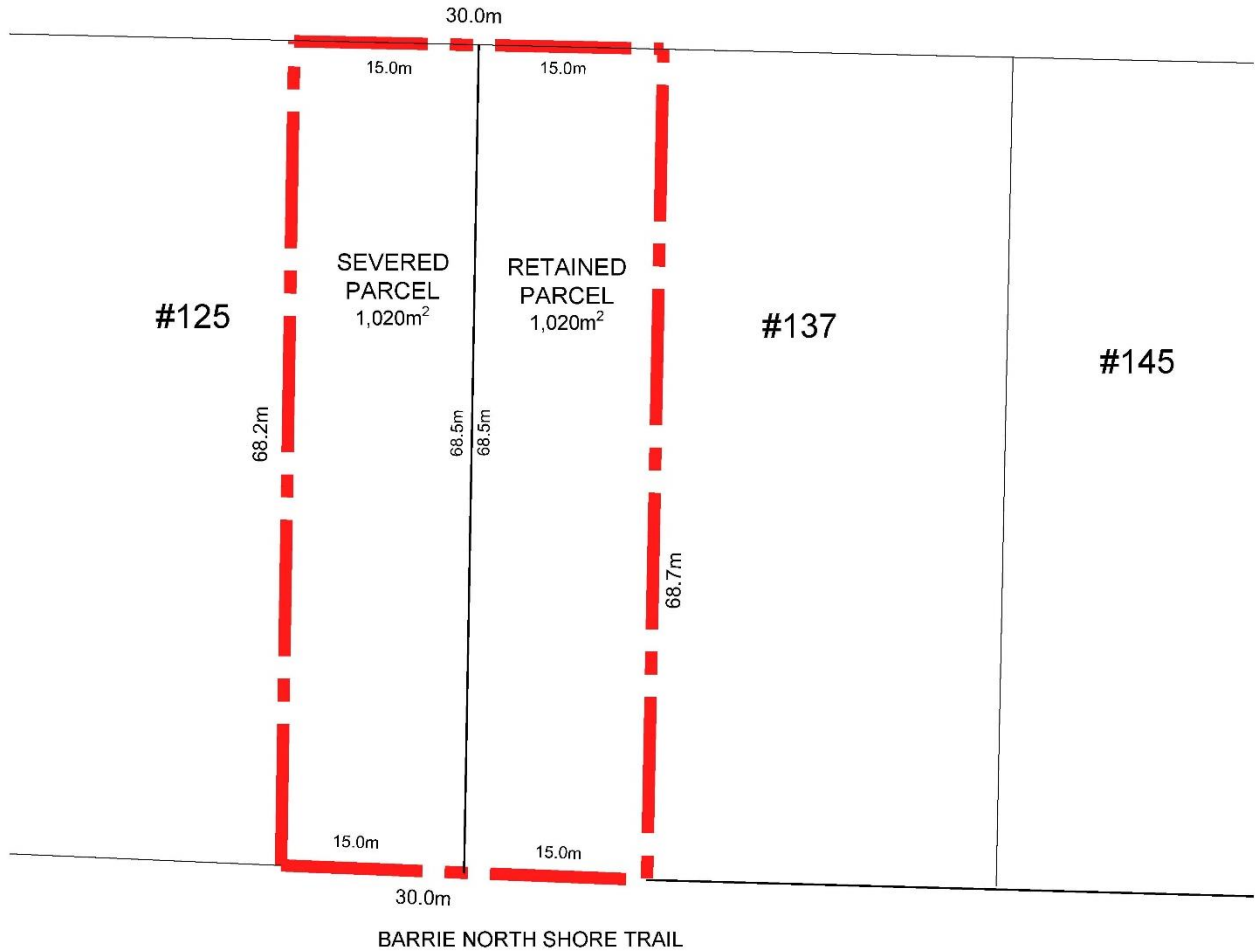 30.0m
15.0m
15.0m
SEVERED
PARCEL
1,020m²
RETAINED
PARCEL
1,020m²
#125
#137
#145
68.2m
68.5m
68.5m
68.7m
15.0m
15.0m
30.0m
BARRIE NORTH SHORE TRAIL